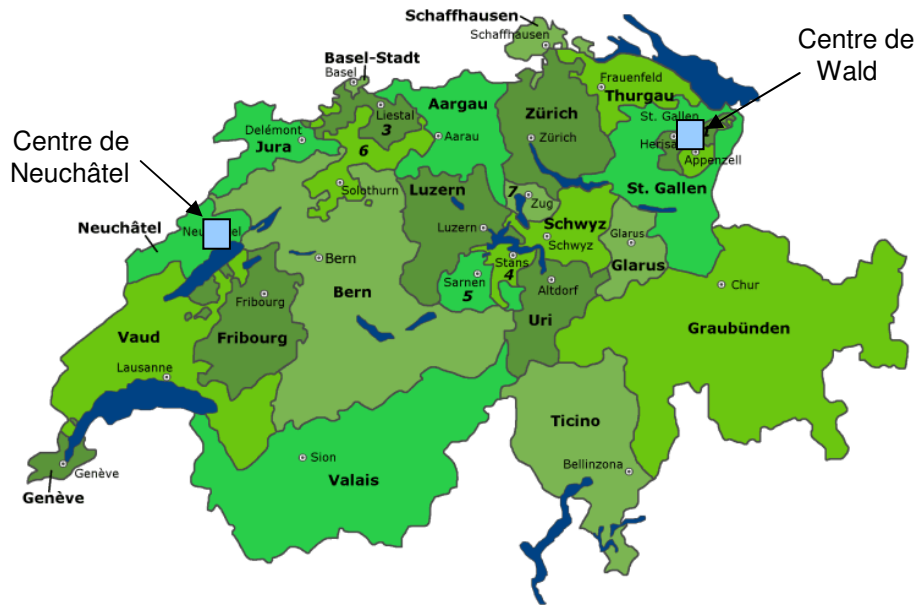 Schaffhausen
Schaffhausen
Centre de
Wald
Basel-Stadt
Basel
Frauenfeld
Thurgau
Aargau
Zürich
Liestal
3
St. Gallen
Centre de
Neuchâtel
Delémont
Jura
Aarau
Zürich
Herisau
6
Appenzell
Solothurn
Luzern
7
Zug
St. Gallen
Neuchâtel
Luzern
Schwyz
Schwyz
Glarus
Glarus
Bern
Stans
4
Sarnen
5
Altdorf
Chur
Bern
Fribourg
Uri
Graubünden
Vaud
Fribourg
Lausanne
Ticino
Sion
Valais
Bellinzona
Genève
Genève